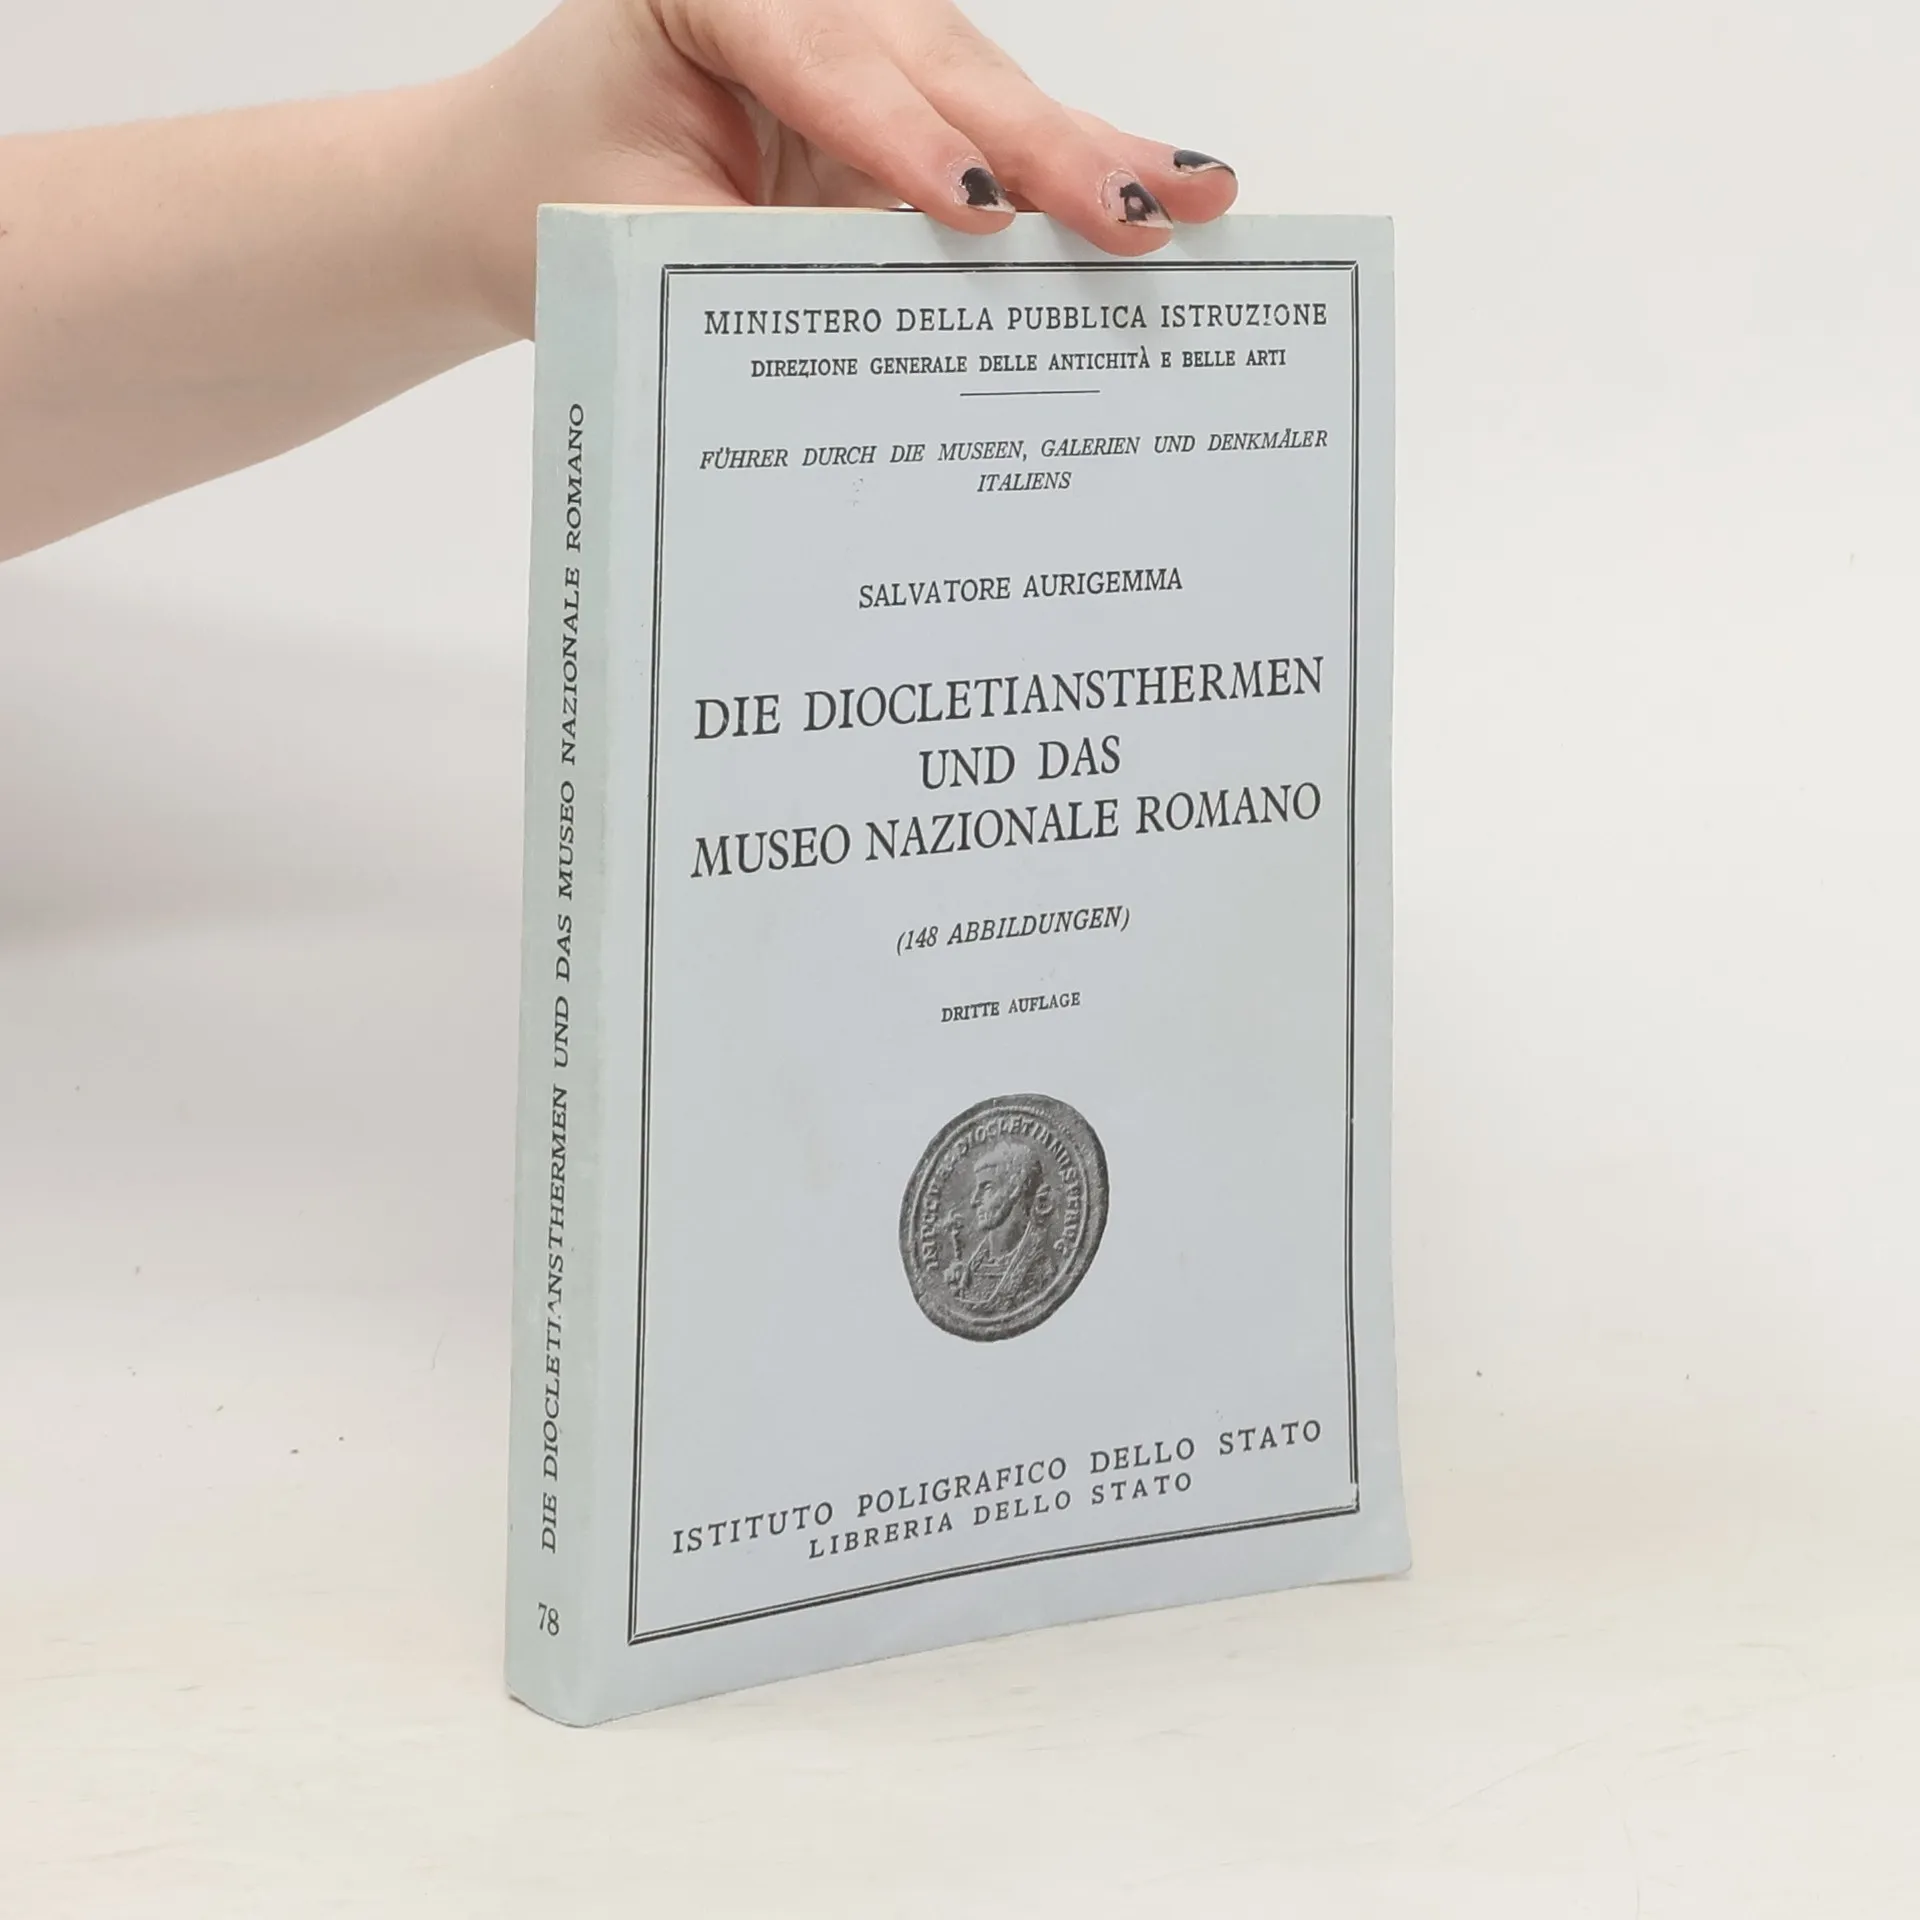 MINISTERO DELLA PUBBLICA ISTRUZIONE
DIREZIONE GENERALE DELLE ANTICHITÀ E BELLE ARTI
FÜHRER DURCH DIE MUSEEN, GALERIEN UND DENKMÄLER
ITALIENS
SALVATORE AURIGEMMA
DIE DIOCLETIANSTHERMEN
UND DAS
MUSEO NAZIONALE ROMANO
(148 ABBILDUNGEN)
DRITTE AUFLAGE
ISTITUTO POLIGRAFICO DELLO STATO
LIBRERIA DELLO STATO
DIE DIOCLETIANSTHERMEN UND DAS MUSEO NAZIONALE ROMANO
78